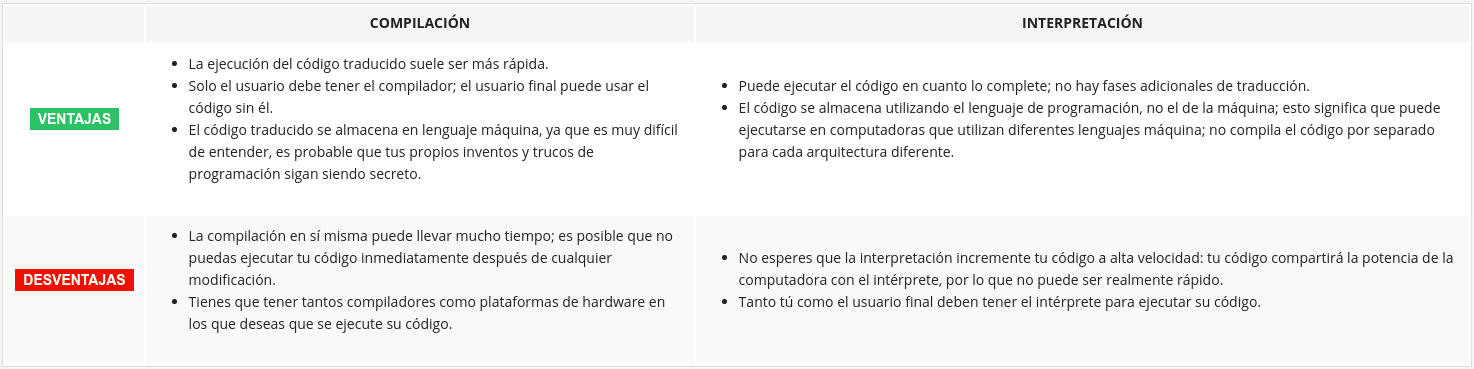 COMPILACIÓN
INTERPRETACIÓN
VENTAJAS
• La ejecución del código traducido suele ser más rápida.
• Solo el usuario debe tener el compilador; el usuario final puede usar el
código sin él.
• El código traducido se almacena en lenguaje máquina, ya que es muy difícil
de entender, es probable que tus propios inventos y trucos de
programación sigan siendo secreto.
• Puede ejecutar el código en cuanto lo complete; no hay fases adicionales de traducción.
• El código se almacena utilizando el lenguaje de programación, no el de la máquina; esto significa que puede
ejecutarse en computadoras que utilizan diferentes lenguajes máquina; no compila el código por separado
para cada arquitectura diferente.
DESVENTAJAS
• La compilación en sí misma puede llevar mucho tiempo; es posible que no
puedas ejecutar tu código inmediatamente después de cualquier
modificación.
• Tienes que tener tantos compiladores como plataformas de hardware en
los que deseas que se ejecute su código.
• No esperes que la interpretación incremente tu código a alta velocidad: tu código compartirá la potencia de la
computadora con el intérprete, por lo que no puede ser realmente rápido.
• Tanto tú como el usuario final deben tener el intérprete para ejecutar su código.